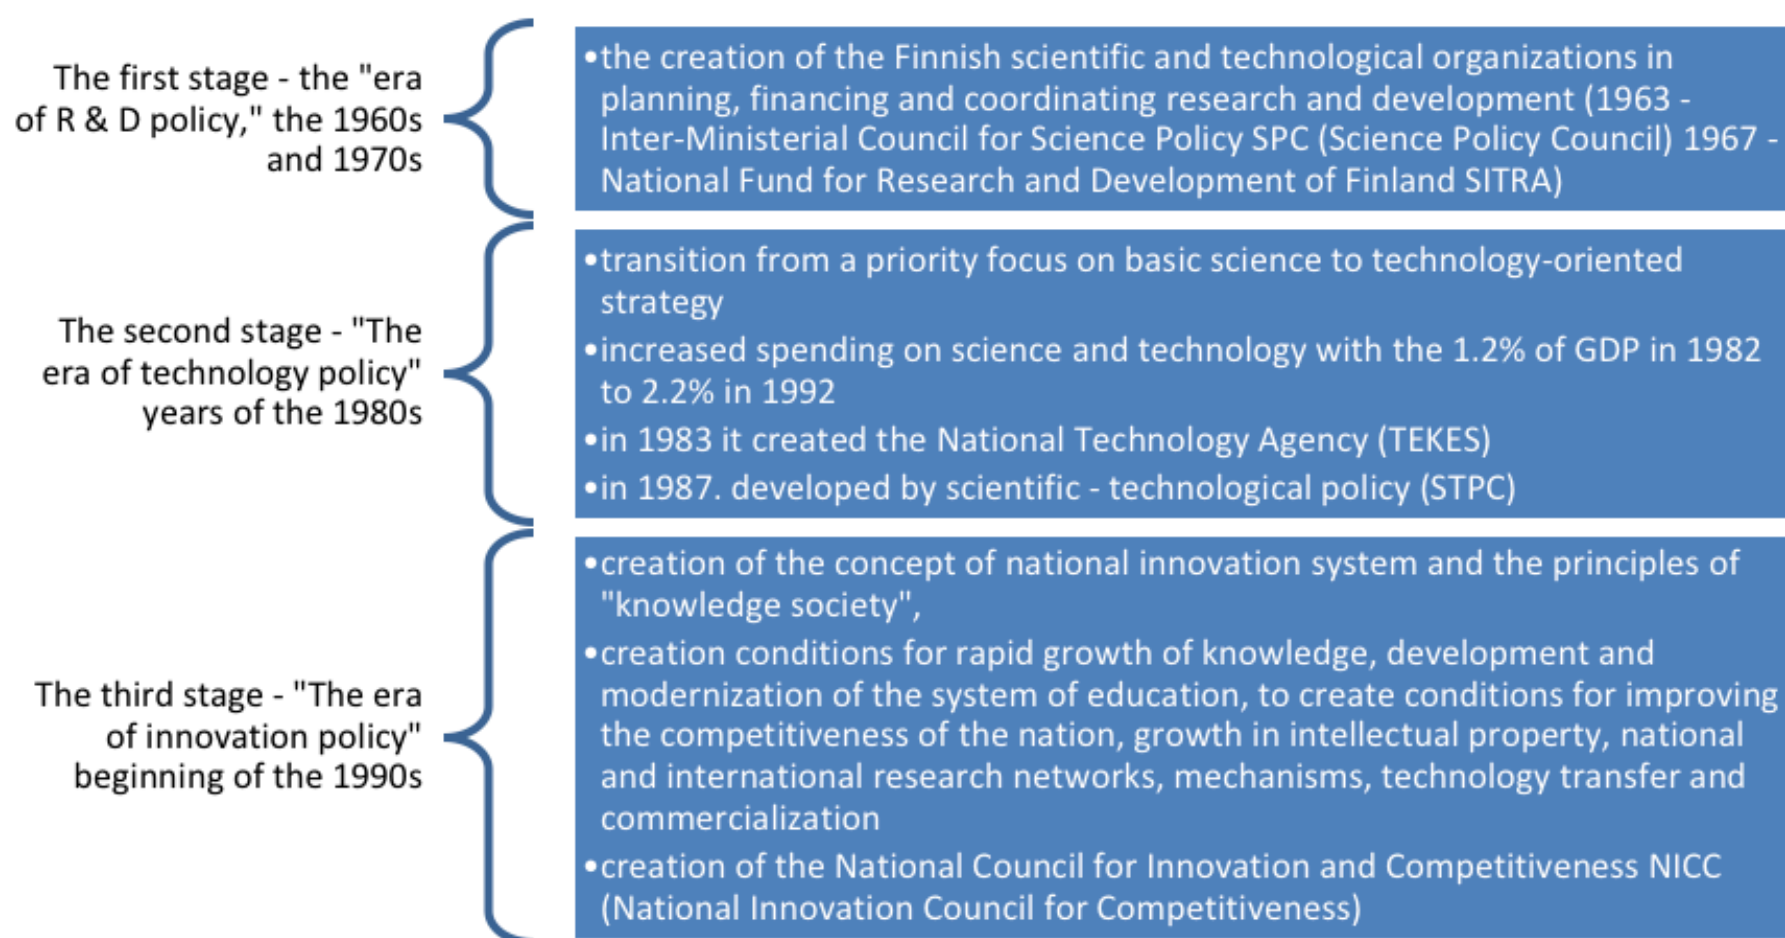 The first stage - the "era
of R & D policy," the 1960s
and 1970s
•the creation of the Finnish scientific and technological organizations in
planning, financing and coordinating research and development (1963 -
Inter-Ministerial Council for Science Policy SPC (Science Policy Council) 1967 -
National Fund for Research and Development of Finland SITRA)
The second stage - "The
era of technology policy"
years of the 1980s
•transition from a priority focus on basic science to technology-oriented
strategy
•increased spending on science and technology with the 1.2% of GDP in 1982
to 2.2% in 1992
•in 1983 it created the National Technology Agency (TEKES)
•in 1987. developed by scientific - technological policy (STPC)
The third stage - "The era
of innovation policy"
beginning of the 1990s
•creation of the concept of national innovation system and the principles of
"knowledge society",
•creation conditions for rapid growth of knowledge, development and
modernization of the system of education, to create conditions for improving
the competitiveness of the nation, growth in intellectual property, national
and international research networks, mechanisms, technology transfer and
commercialization
•creation of the National Council for Innovation and Competitiveness NICC
(National Innovation Council for Competitiveness)